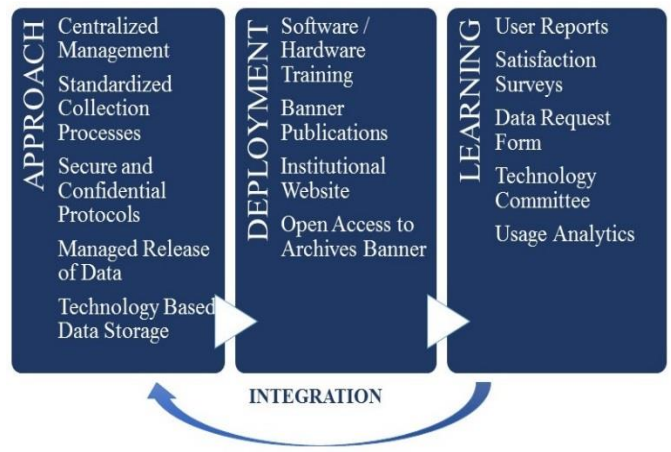 APPROACH
Centralized
Management
Standardized
Collection
Processes
Secure and
Confidential
Protocols
Managed Release
of Data
Technology Based
Data Storage
DEPLOYMENT
Software /
Hardware
Training
Banner
Publications
Institutional
Website
Open Access to
Archives Banner
LEARNING
User Reports
Satisfaction
Surveys
Data Request
Form
Technology
Committee
Usage Analytics
INTEGRATION